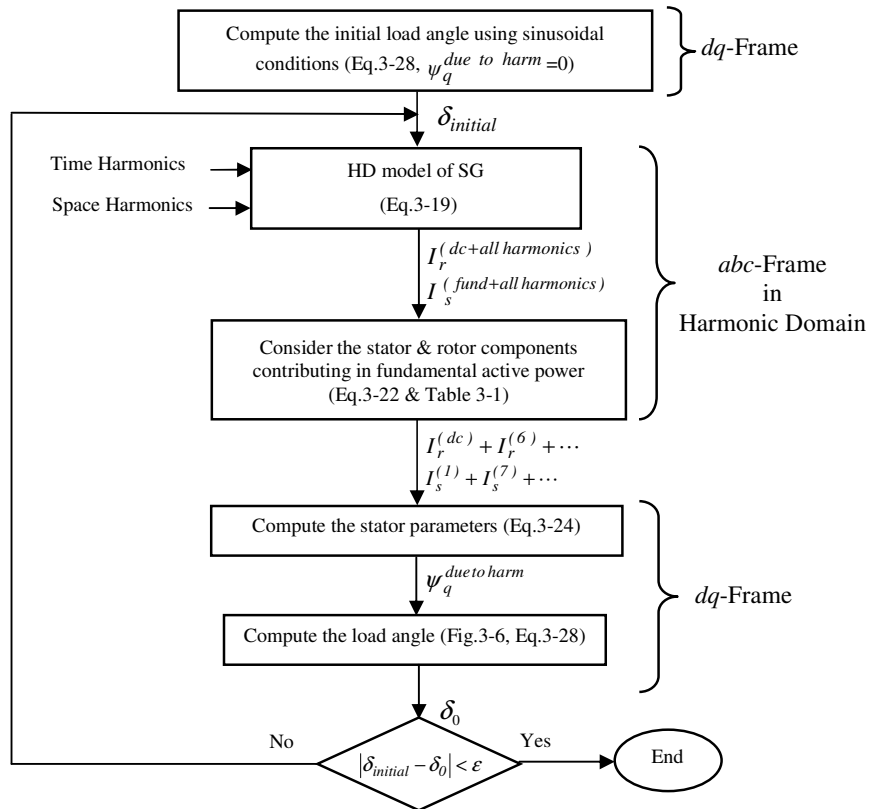 Compute the initial load angle using sinusoidal
conditions (Eq.3-28, ψ_q^{due to harm}=0)
dq-Frame
δ_{initial}
Time Harmonics
Space Harmonics
HD model of SG
(Eq.3-19)
I_r^{(dc+all harmonics)}
I_s^{(fund+all harmonics)}
abc-Frame
in
Harmonic Domain
Consider the stator & rotor components
contributing in fundamental active power
(Eq.3-22 & Table 3-1)
I_r^{(dc)} + I_r^{(6)} + ⋯
I_s^{(1)} + I_s^{(7)} + ⋯
Compute the stator parameters (Eq.3-24)
ψ_q^{due to harm}
dq-Frame
Compute the load angle (Fig.3-6, Eq.3-28)
δ_0
No
|δ_{initial} − δ_0| < ε
Yes
End